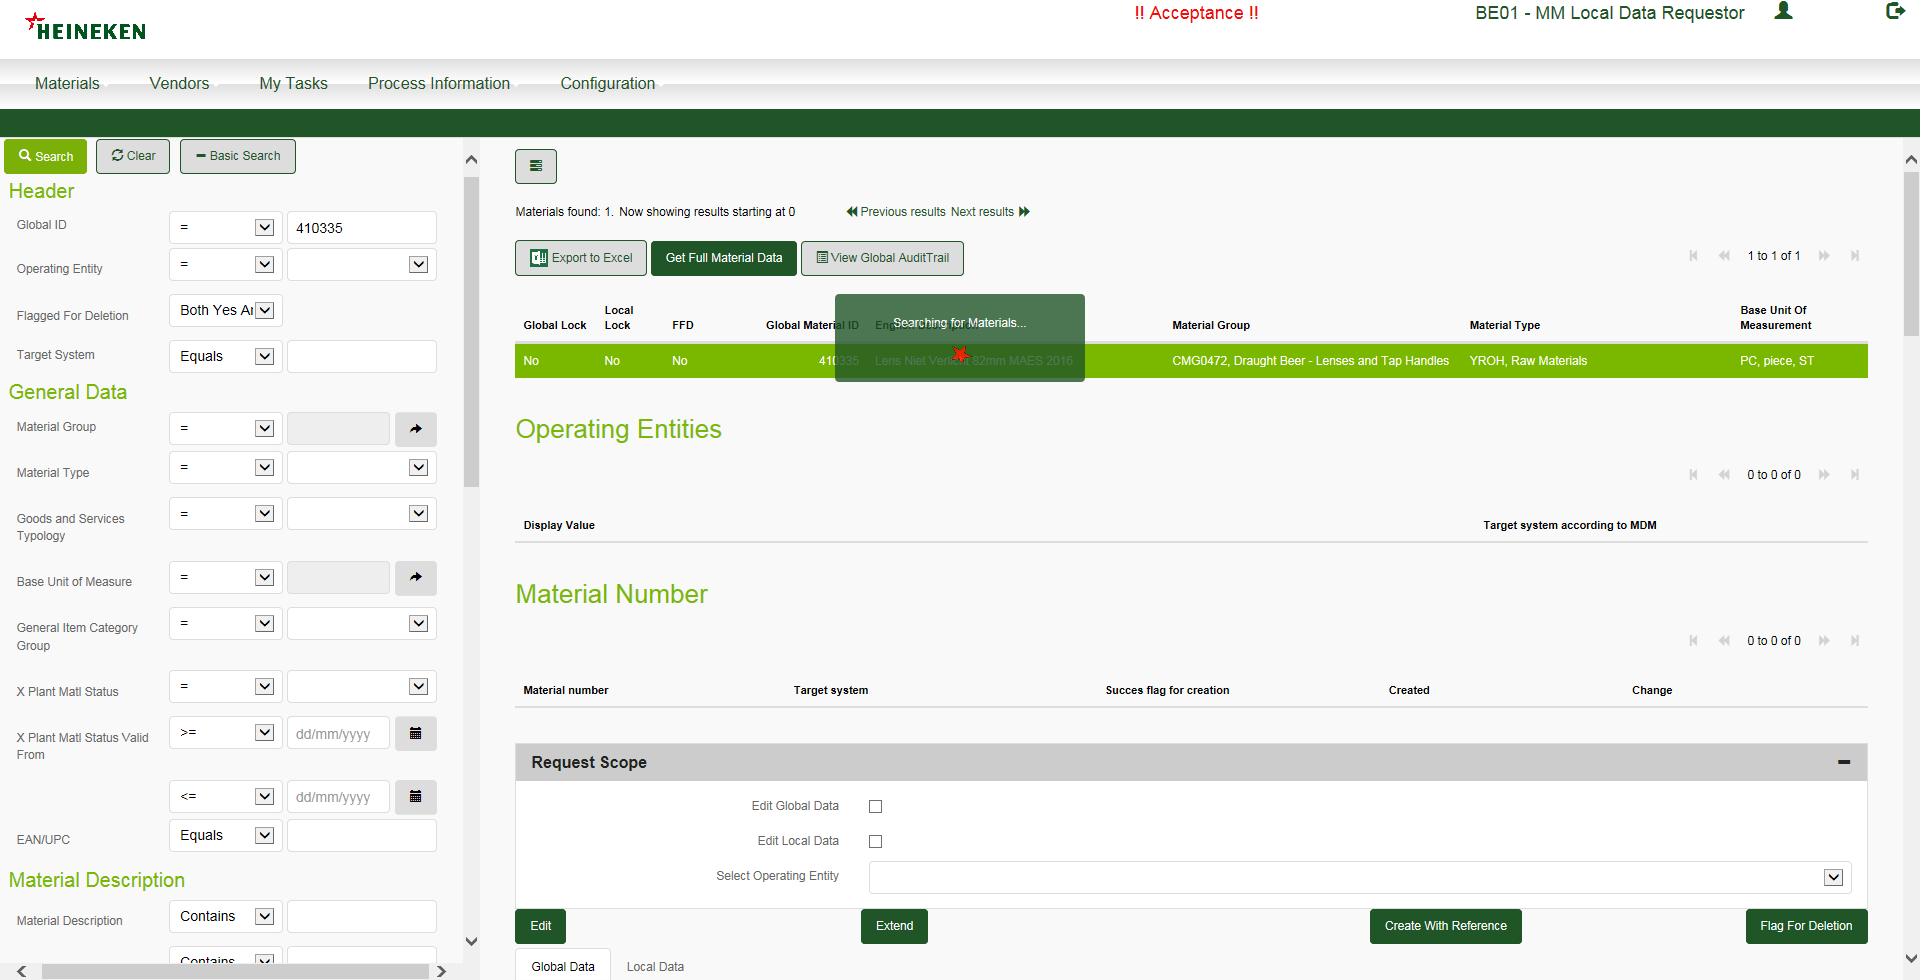 HEINEKEN
!! Acceptance !!
BE01 - MM Local Data Requestor
Materials
Vendors
My Tasks
Process Information
Configuration
Search
Clear
Basic Search
Header
Global ID
=
410335
Operating Entity
=
Flagged For Deletion
Both Yes Ar
Target System
Equals
General Data
Material Group
=
Material Type
=
Goods and Services
Typology
=
Base Unit of Measure
=
General Item Category
Group
=
X Plant Matl Status
=
X Plant Matl Status Valid
From
>=
dd/mm/yyyy
<=
dd/mm/yyyy
EAN/UPC
Equals
Material Description
Material Description
Contains
Contains
Materials found: 1. Now showing results starting at 0
Previous results
Next results
Export to Excel
Get Full Material Data
View Global AuditTrail
1 to 1 of 1
Global Lock
Local
Lock
FFD
Global Material ID
Searching for Materials...
Material Group
Material Type
Base Unit Of
Measurement
No
No
No
410335
Lens Niet Verlicht 82mm MAES 2016
CMG0472, Draught Beer - Lenses and Tap Handles
YROH, Raw Materials
PC, piece, ST
Operating Entities
0 to 0 of 0
Display Value
Target system according to MDM
Material Number
0 to 0 of 0
Material number
Target system
Succes flag for creation
Created
Change
Request Scope
Edit Global Data
Edit Local Data
Select Operating Entity
Edit
Extend
Create With Reference
Flag For Deletion
Global Data
Local Data